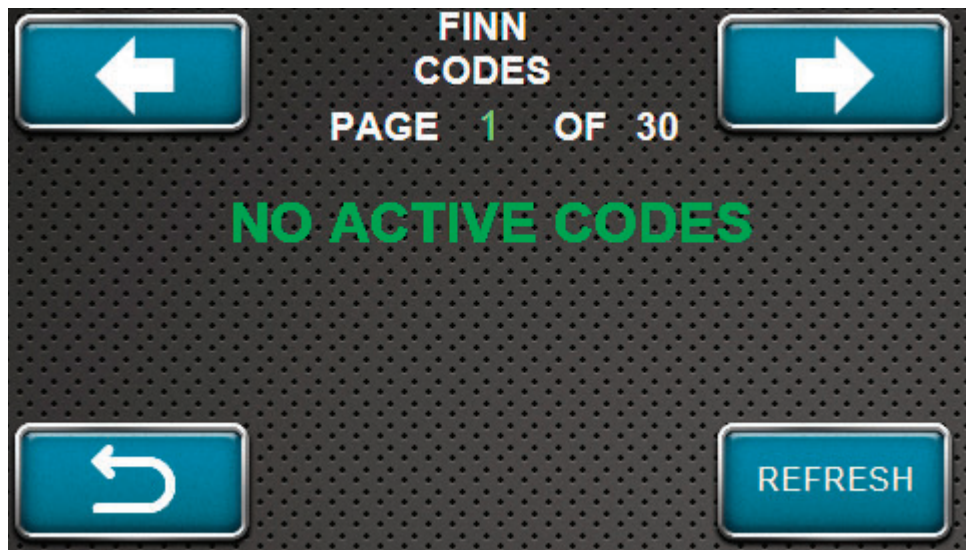 FINN
CODES
PAGE 1 OF 30
NO ACTIVE CODES
REFRESH